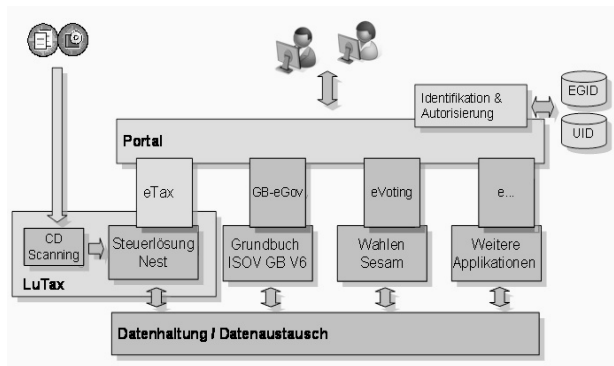 Identifikation &
Autorisierung
EGID
UID
Portal
eTax
GB-eGov
eVoting
e...
CD
Scanning
Steuerlösung
Nest
Grundbuch
ISOV GB V6
Wahlen
Sesam
Weitere
Applikationen
LuTax
Datenhaltung / Datenaustausch